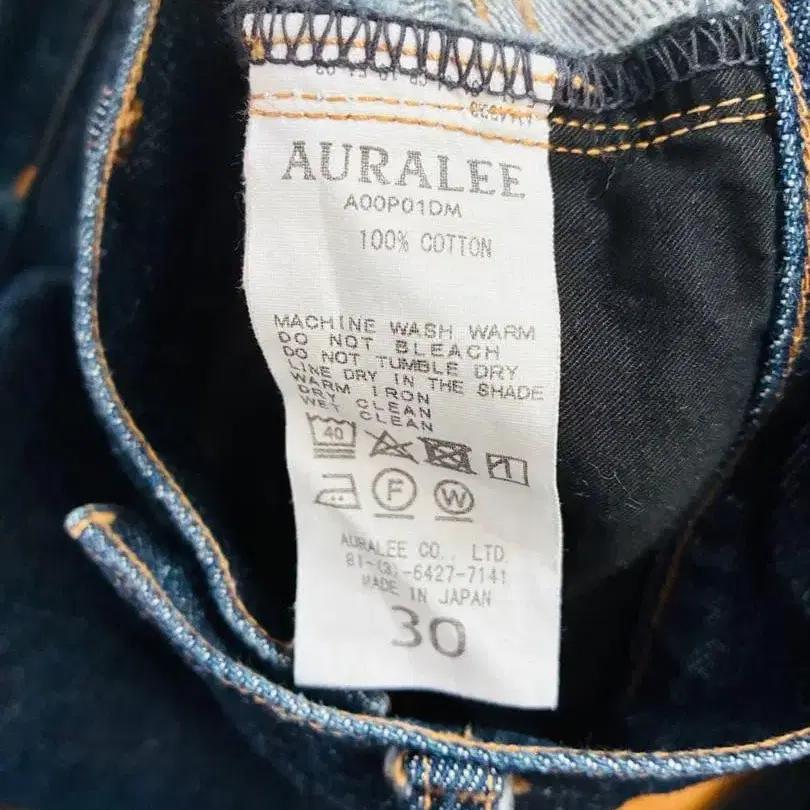 AURALEE
A00P01DM
100% COTTON
MACHINE WASH WARM
DO NOT BLEACH
DO NOT TUMBLE DRY
LINE DRY IN THE SHADE
WARM IRON
DRY CLEAN
WET CLEAN
40
F W
AURALEE CO., LTD.
81-(3)-6427-7141
MADE IN JAPAN
30